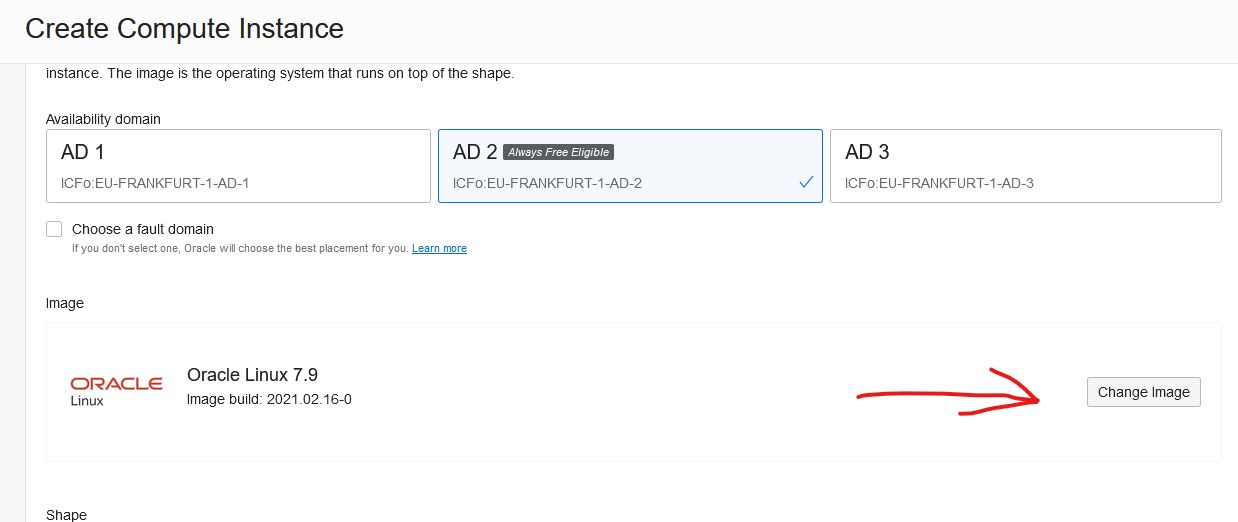 Create Compute Instance
instance. The image is the operating system that runs on top of the shape.
Availability domain
AD 1
ICFo:EU-FRANKFURT-1-AD-1
AD 2 Always Free Eligible
ICFo:EU-FRANKFURT-1-AD-2
AD 3
ICFo:EU-FRANKFURT-1-AD-3
Choose a fault domain
If you don't select one, Oracle will choose the best placement for you. Learn more
Image
ORACLE
Linux
Oracle Linux 7.9
Image build: 2021.02.16-0
Change Image
Shape